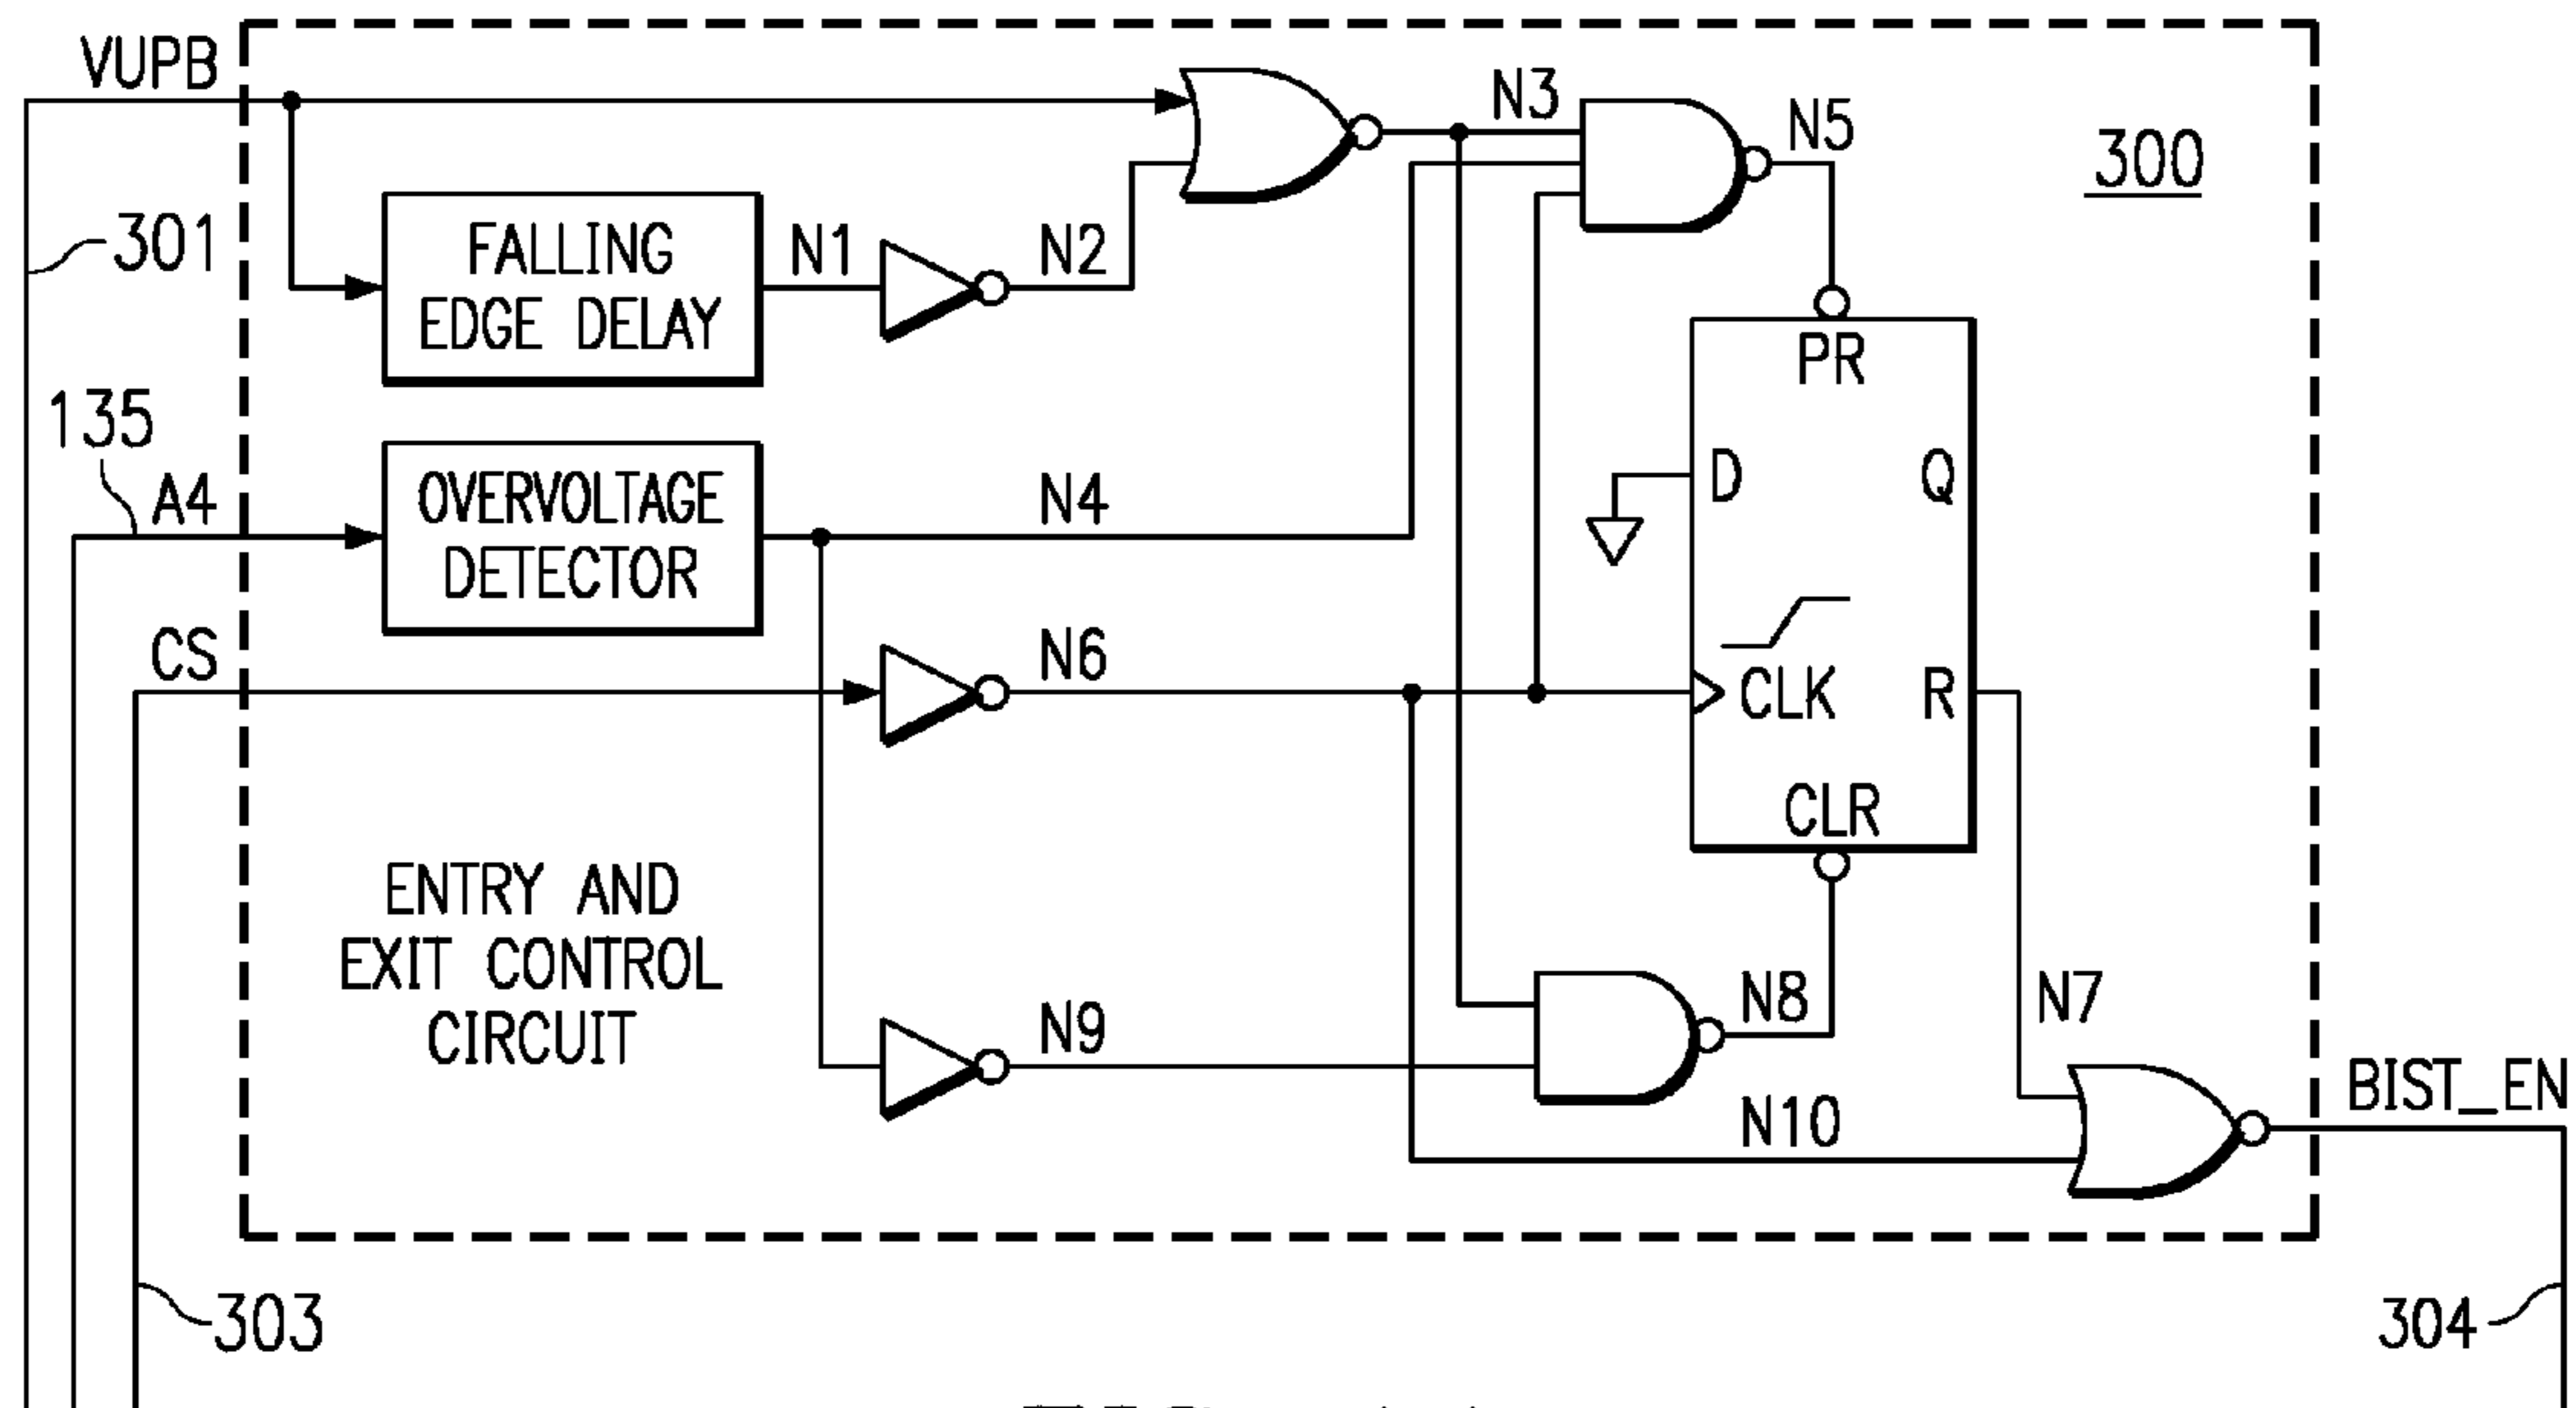 VUPB
N3
N5
300
301
FALLING
EDGE DELAY
N1
N2
PR
135
A4
OVERVOLTAGE
DETECTOR
N4
D
Q
CS
N6
CLK
R
CLR
ENTRY AND
EXIT CONTROL
CIRCUIT
N9
N8
N7
N10
BIST_EN
303
304